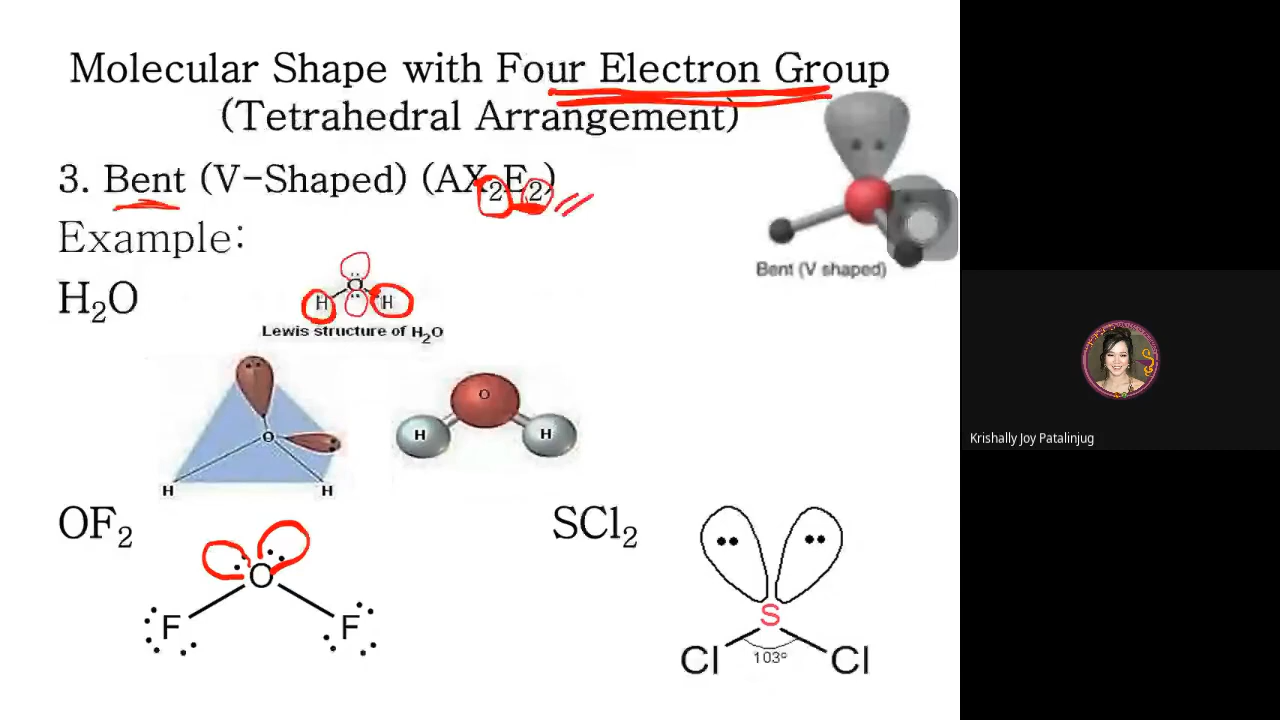 Molecular Shape with Four Electron Group
(Tetrahedral Arrangement)
3. Bent (V-Shaped) (AX₂E₂)
Bent (V shaped)
Example:
H₂O
O
H H
Lewis structure of H₂O
O
H H
O
H H
OF₂
O
F F
SCl₂
S
Cl Cl
103º
Krishally Joy Patalinjug